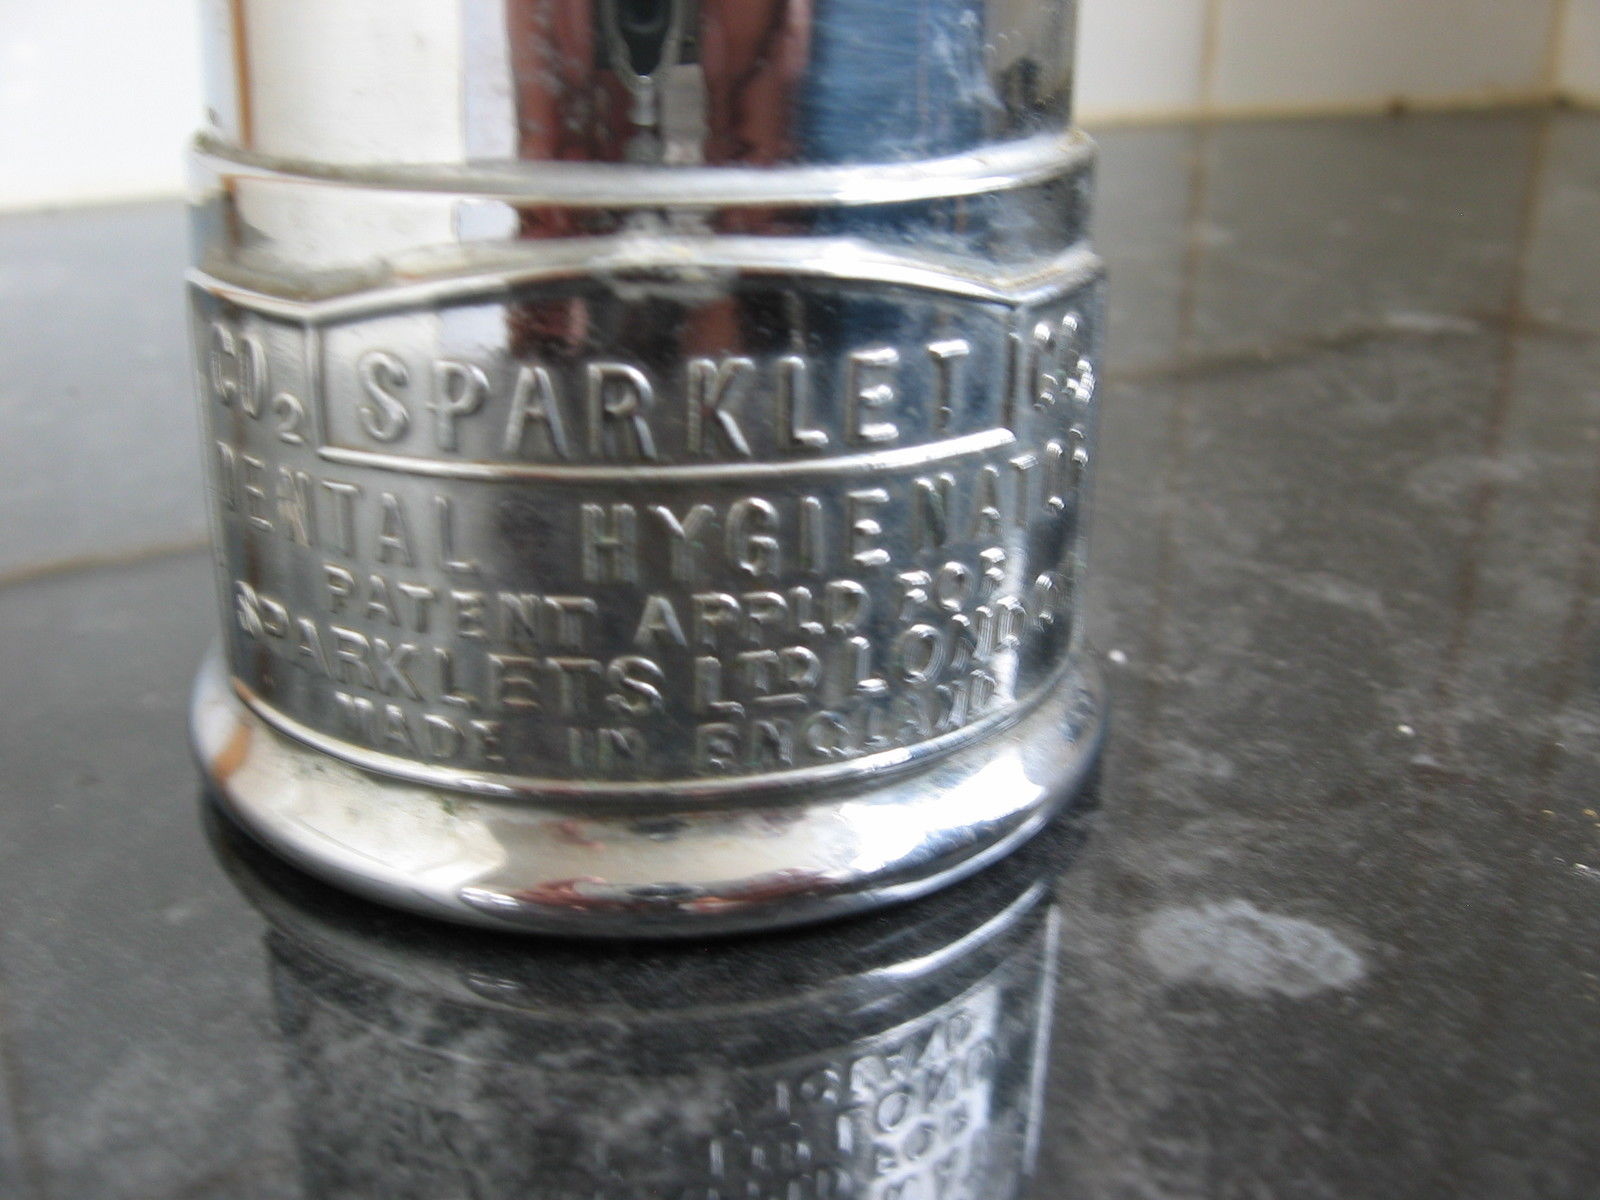 CO2 SPARKLET
DENTAL HYGIENATOR
PATENT APPLD FOR
SPARKLETS LTD LONDON
MADE IN ENGLAND